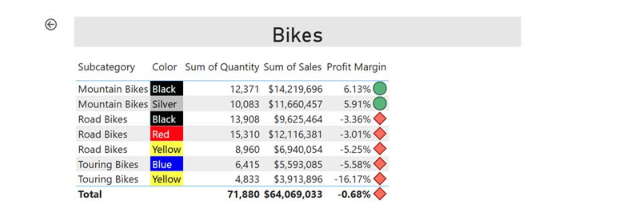 Bikes
Subcategory Color Sum of Quantity Sum of Sales Profit Margin
Mountain Bikes Black 12,371 $14,219,696 6.13%
Mountain Bikes Silver 10,083 $11,660,457 5.91%
Road Bikes Black 13,908 $9,625,464 -3.36%
Road Bikes Red 15,310 $12,116,381 -3.01%
Road Bikes Yellow 8,960 $6,940,054 -5.25%
Touring Bikes Blue 6,415 $5,593,085 -5.58%
Touring Bikes Yellow 4,833 $3,913,896 -16.17%
Total 71,880 $64,069,033 -0.68%